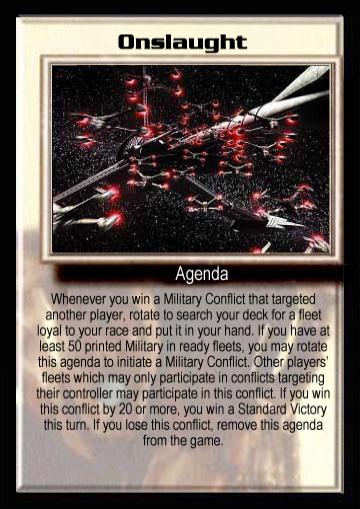 Onslaught
Agenda
Whenever you win a Military Conflict that targeted
another player, rotate to search your deck for a fleet
loyal to your race and put it in your hand. If you have at
least 50 printed Military in ready fleets, you may rotate
this agenda to initiate a Military Conflict. Other players'
fleets which may only participate in conflicts targeting
their controller may participate in this conflict. If you win
this conflict by 20 or more, you win a Standard Victory
this turn. If you lose this conflict, remove this agenda
from the game.